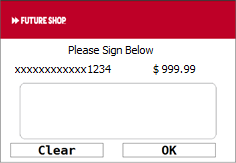 FUTURE SHOP
Please Sign Below
xxxxxxxxxxxx1234 $ 999.99
Clear OK